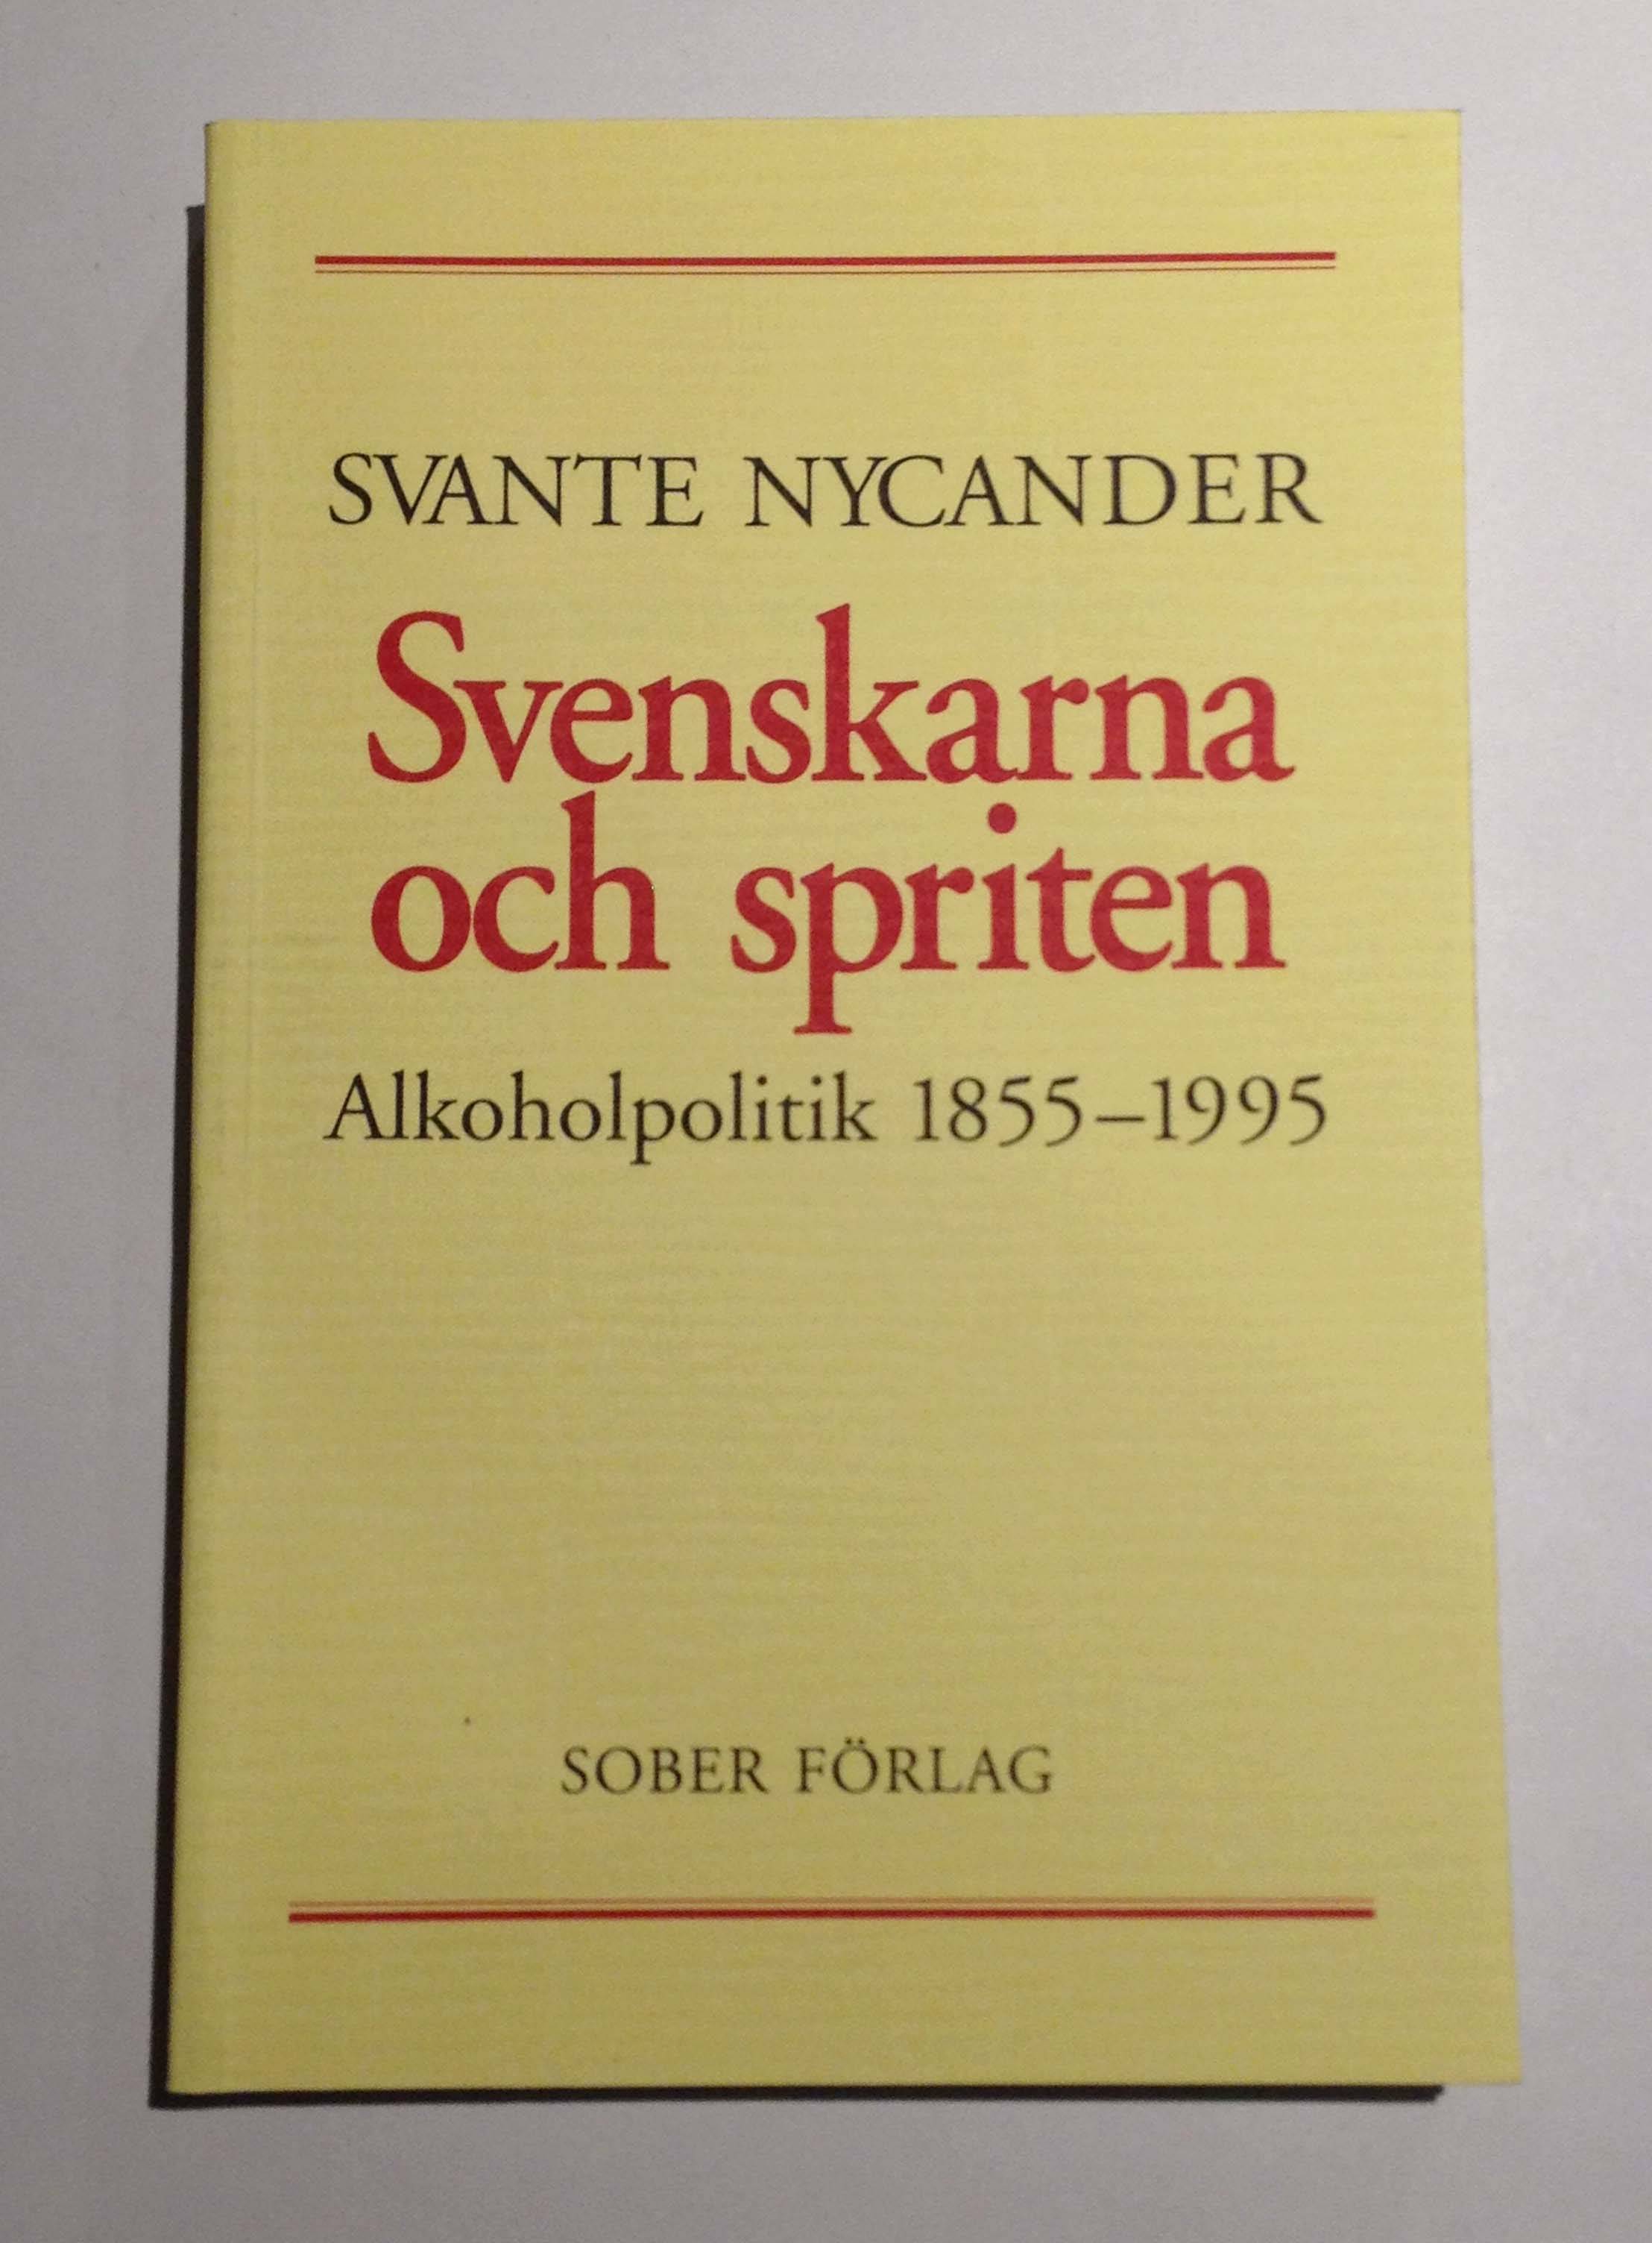 SVANTE NYCANDER
Svenskarna
och spriten
Alkoholpolitik 1855–1995
SOBER FÖRLAG